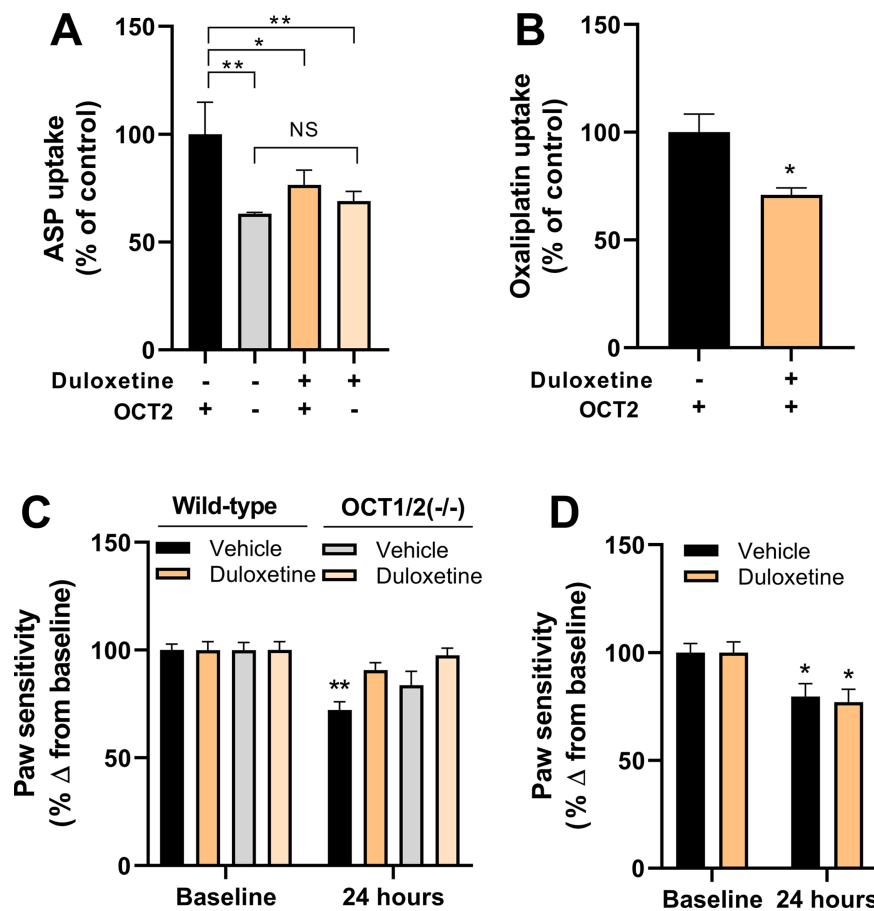 A
150
100
50
0
ASP uptake
(% of control)
**
*
**
NS
Duloxetine - - + +
OCT2 + - + -
B
150
100
50
0
Oxaliplatin uptake
(% of control)
*
Duloxetine - +
OCT2 + +
C
Wild-type OCT1/2(-/-)
Vehicle Vehicle
Duloxetine Duloxetine
150
100
50
0
Paw sensitivity
(% Δ from baseline)
**
Baseline 24 hours
D
Vehicle
Duloxetine
150
100
50
0
Paw sensitivity
(% Δ from baseline)
* *
Baseline 24 hours